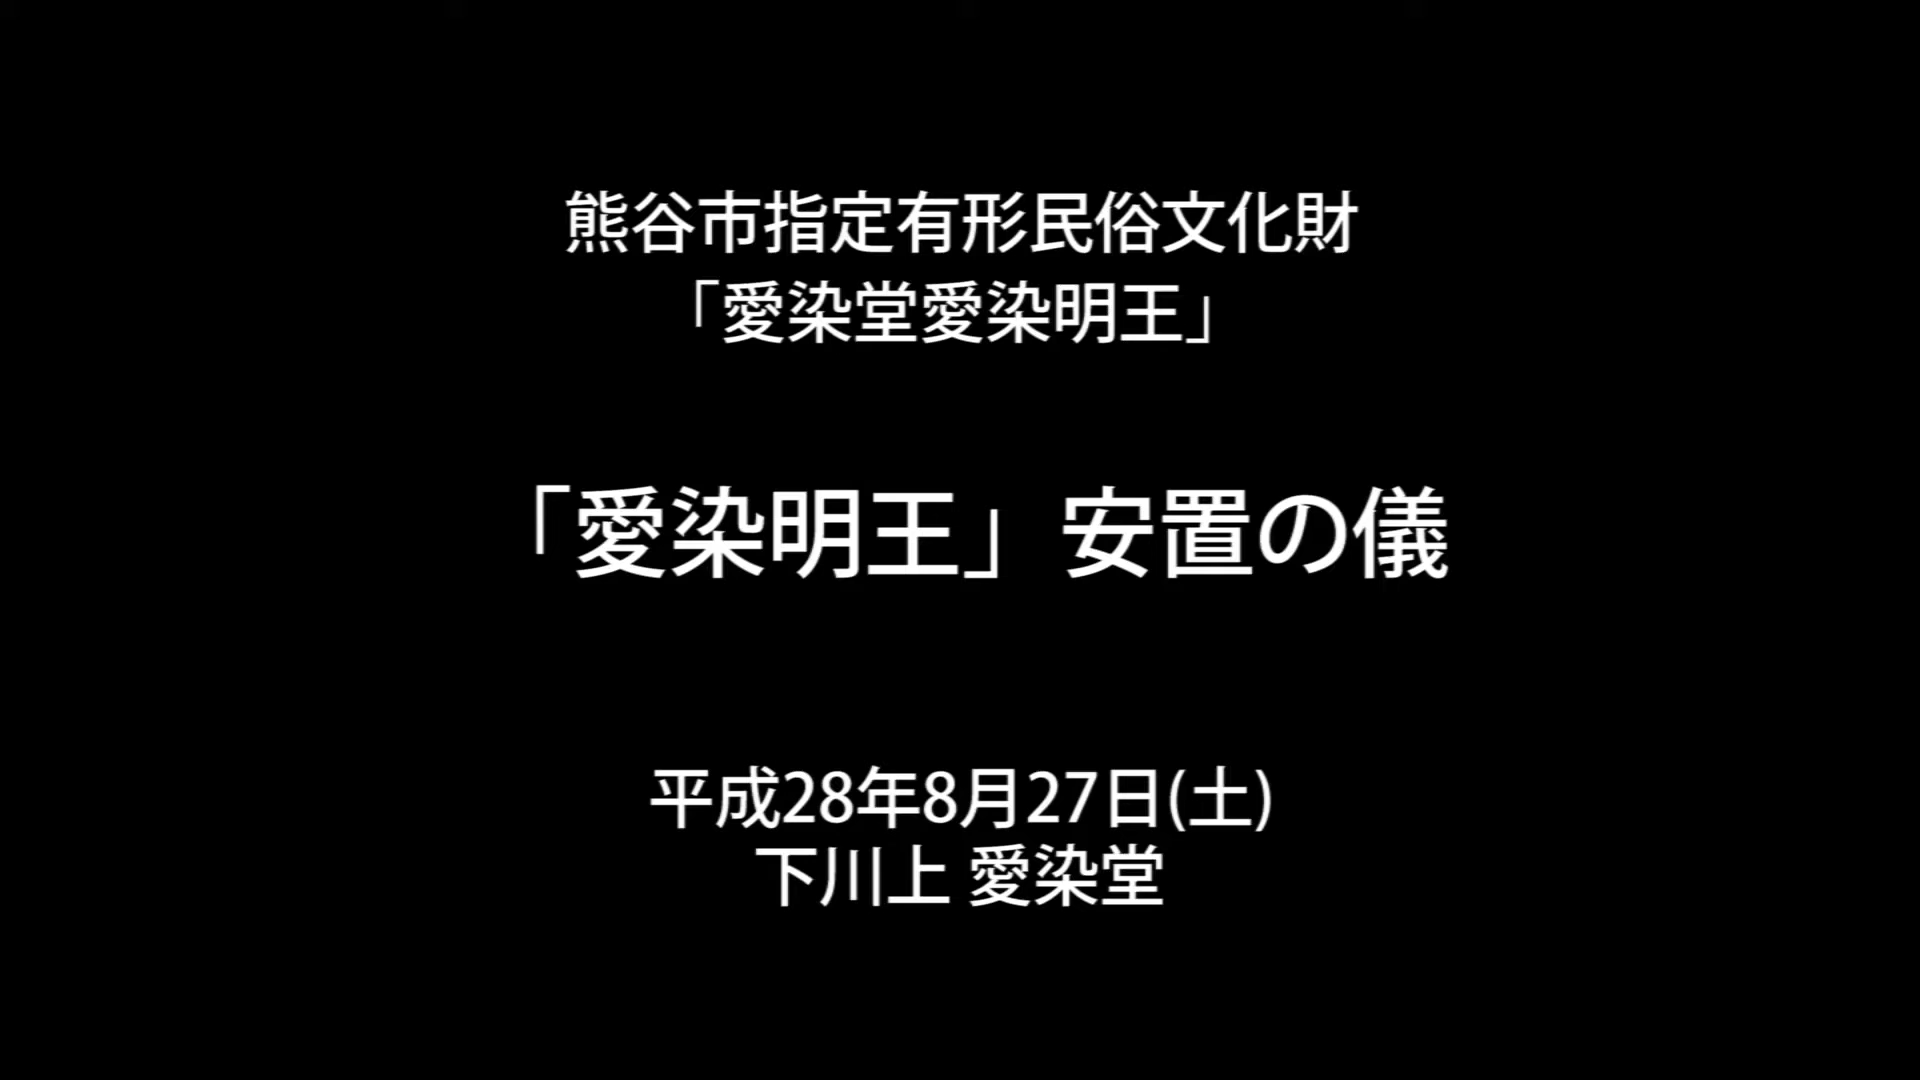 熊谷市指定有形民俗文化財
「愛染堂愛染明王」
「愛染明王」安置の儀
平成28年8月27日(土)
下川上 愛染堂